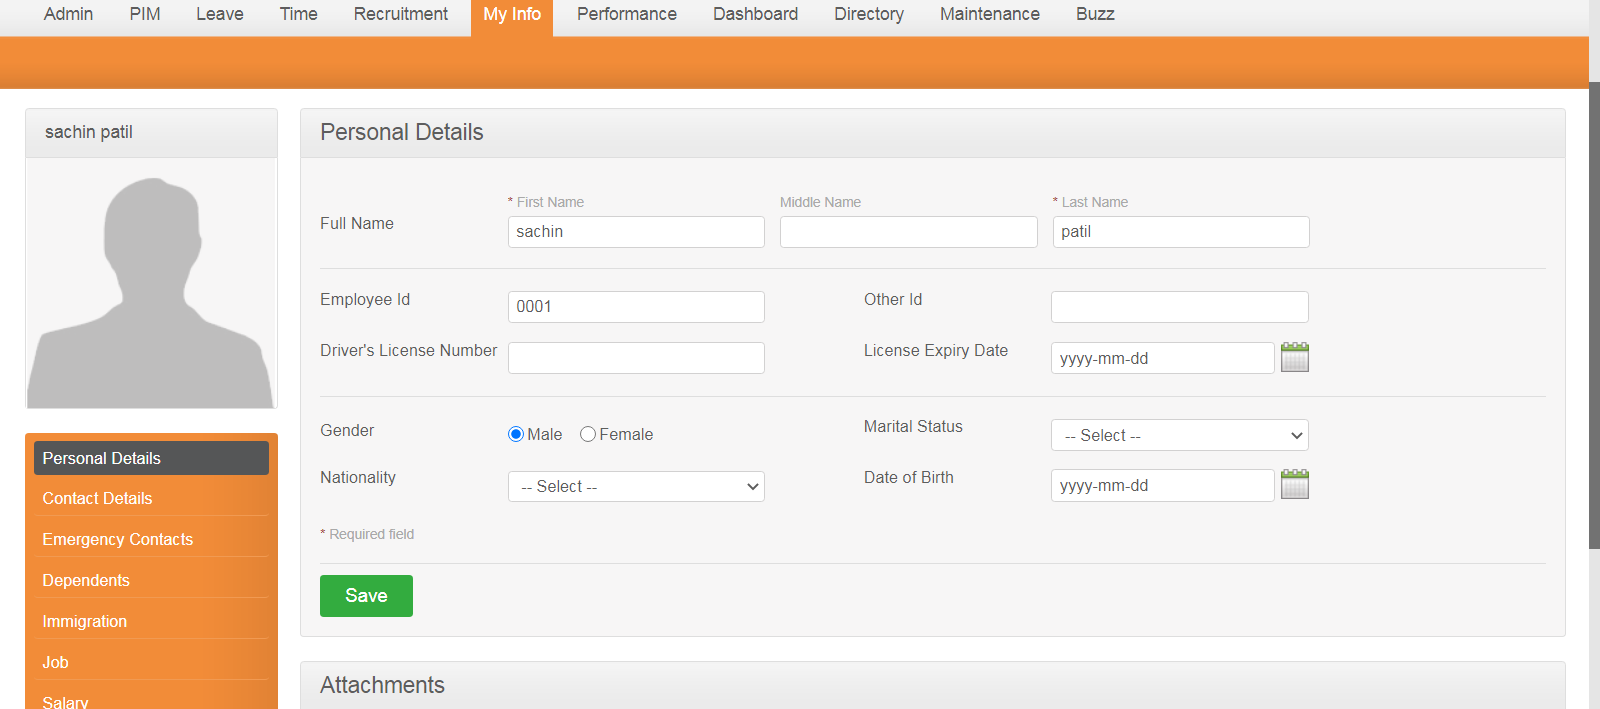 Admin PIM Leave Time Recruitment My Info Performance Dashboard Directory Maintenance Buzz
sachin patil
Personal Details
* First Name Middle Name * Last Name
Full Name sachin patil
Employee Id 0001 Other Id
Driver's License Number License Expiry Date yyyy-mm-dd
Gender Male Female Marital Status -- Select --
Nationality -- Select -- Date of Birth yyyy-mm-dd
* Required field
Save
Attachments
Personal Details
Contact Details
Emergency Contacts
Dependents
Immigration
Job
Salary